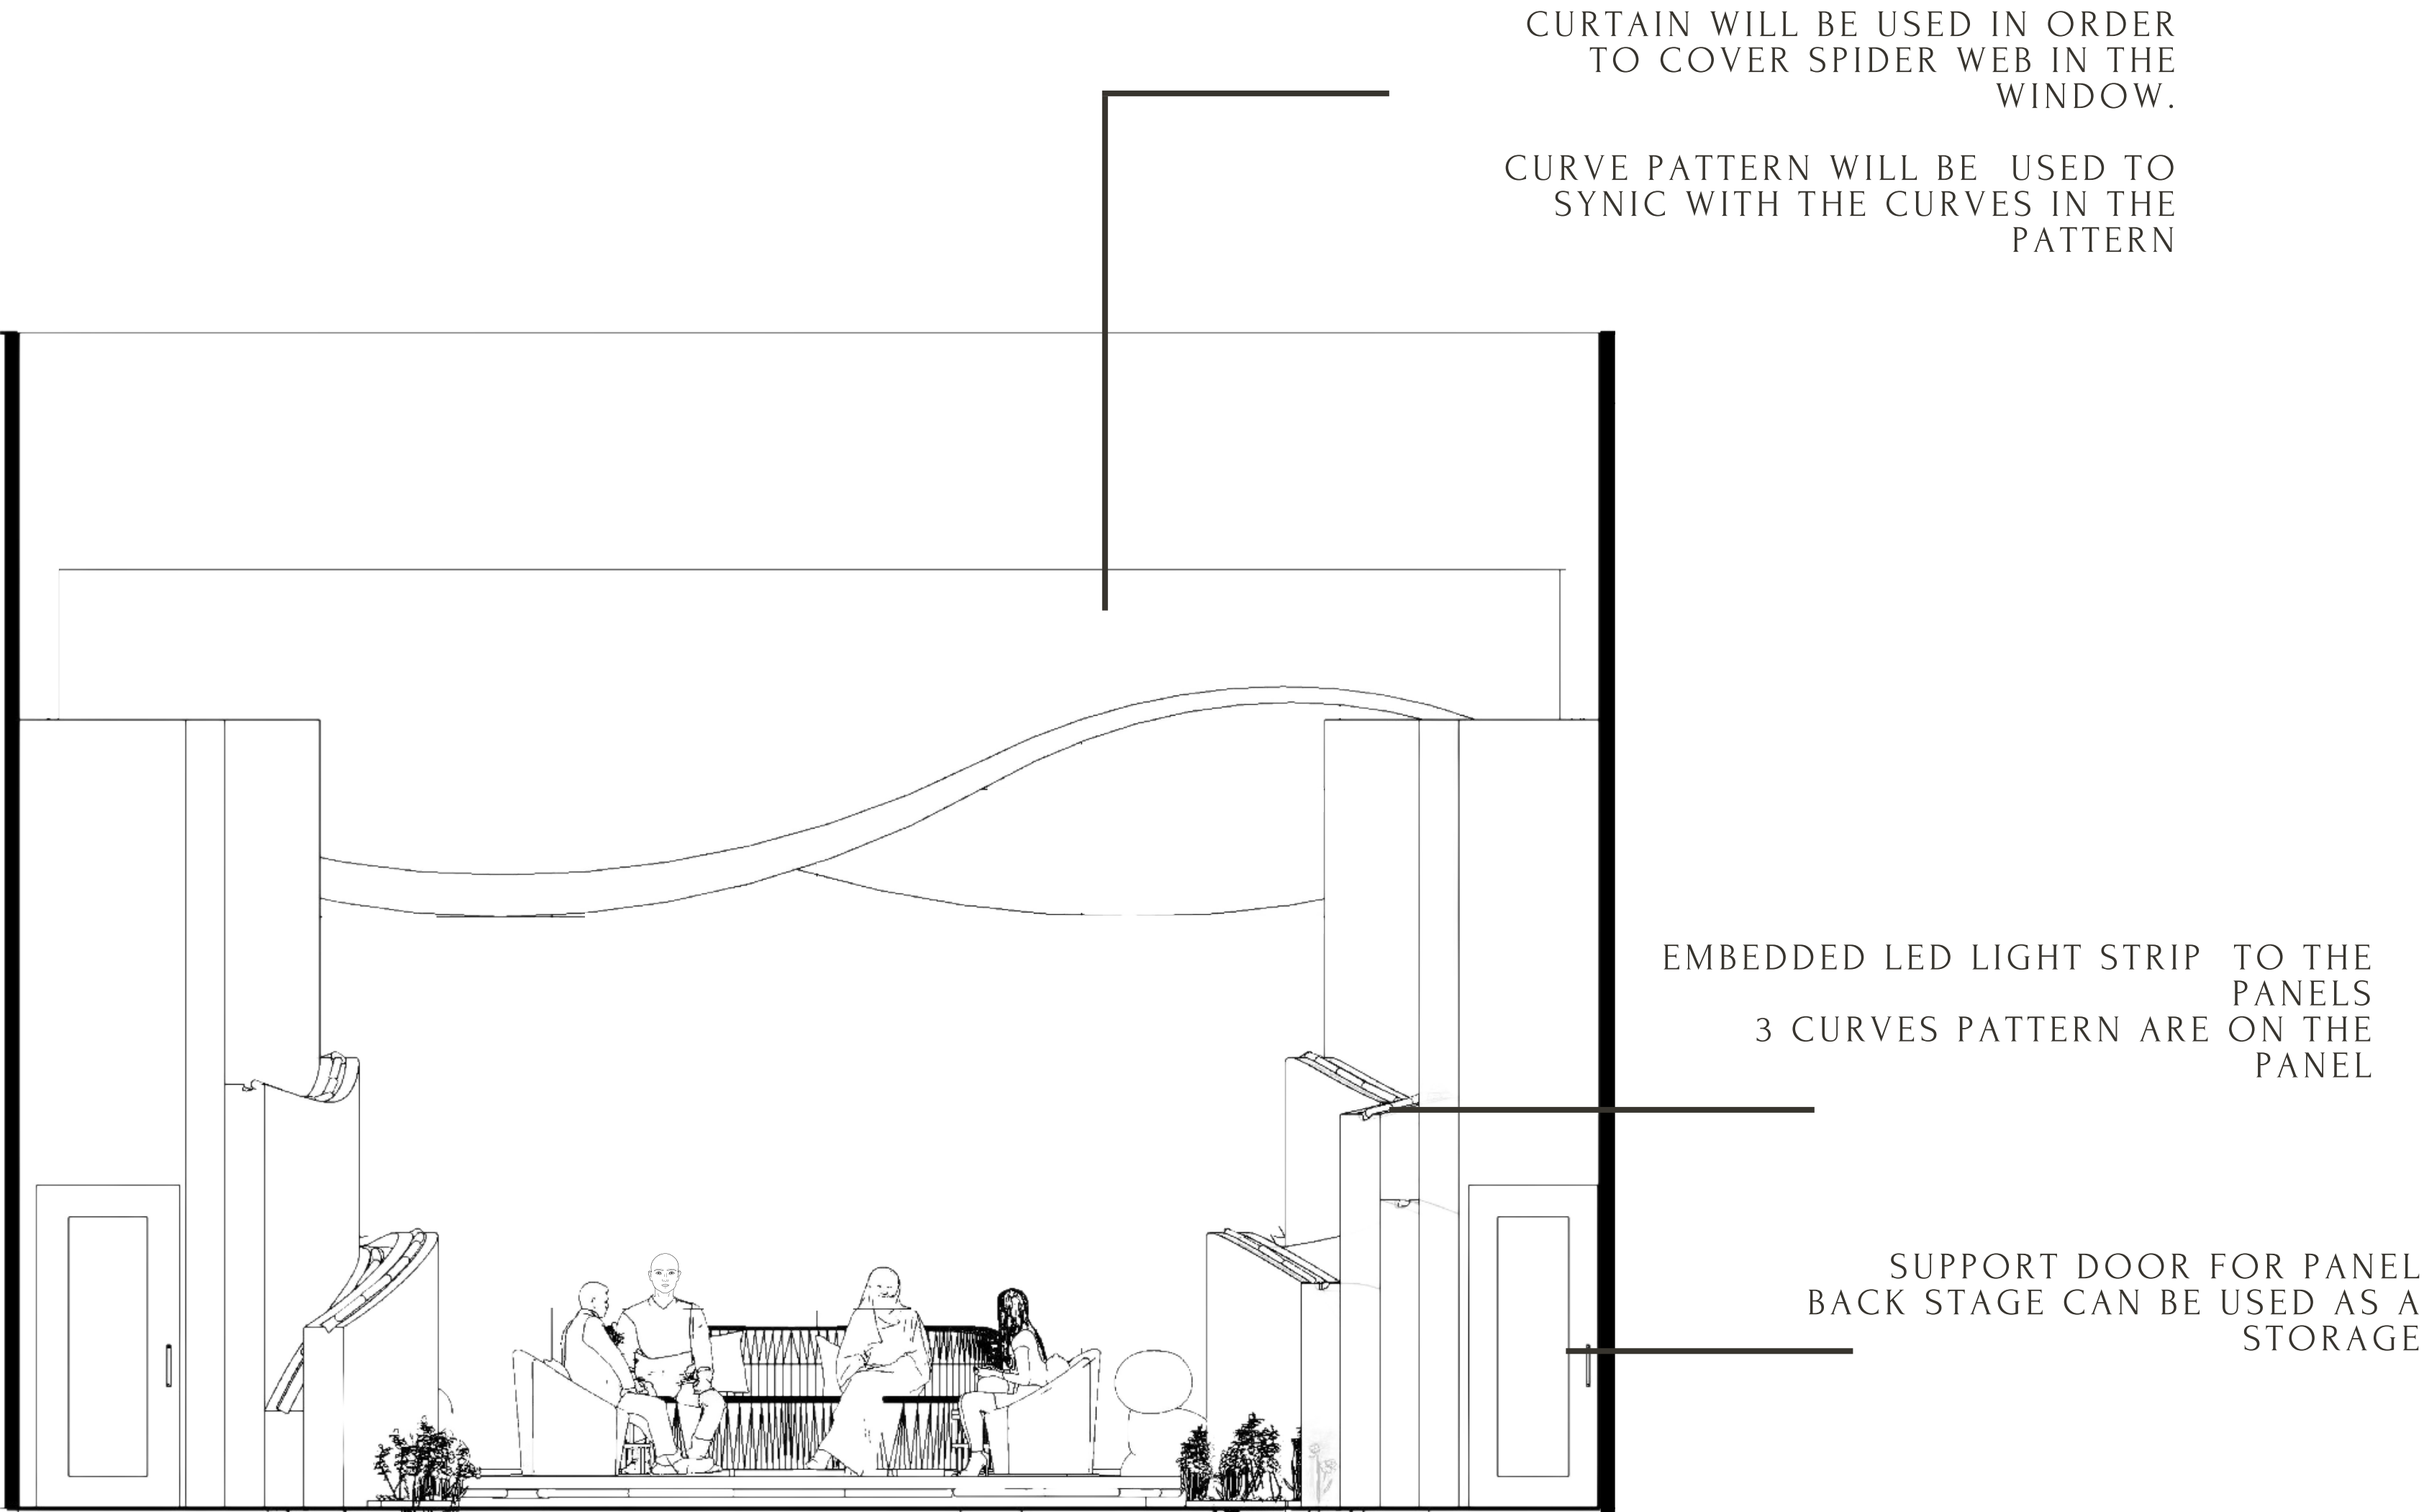 CURTAIN WILL BE USED IN ORDER
TO COVER SPIDER WEB IN THE
WINDOW.
CURVE PATTERN WILL BE USED TO
SYNIC WITH THE CURVES IN THE
PATTERN
EMBEDDED LED LIGHT STRIP TO THE
PANELS
3 CURVES PATTERN ARE ON THE
PANEL
SUPPORT DOOR FOR PANEL
BACK STAGE CAN BE USED AS A
STORAGE